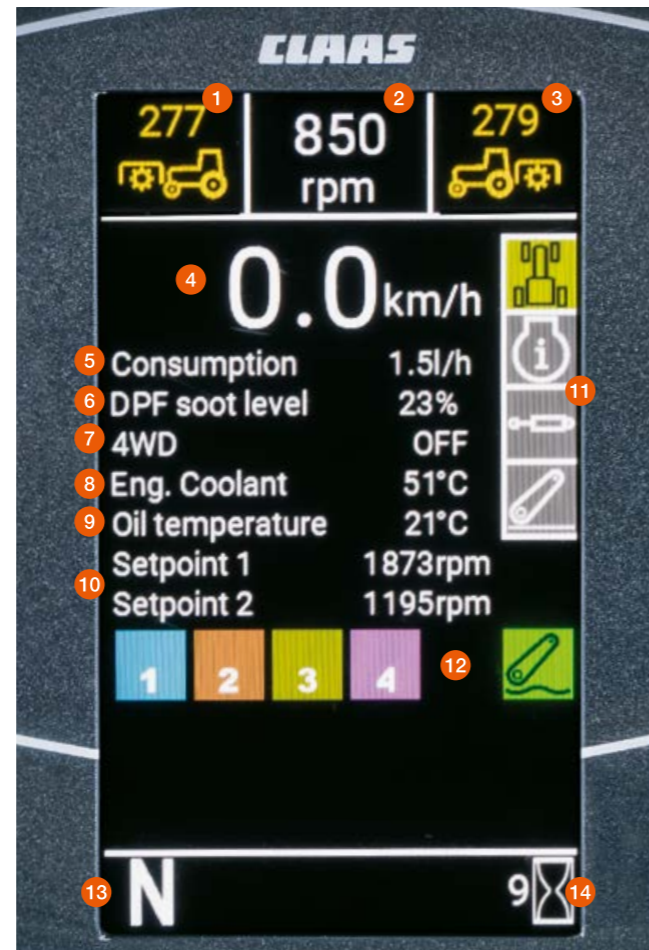 CLAAS
1 2 3
277 850 279
rpm
4 0.0 km/h
5 Consumption 1.5l/h
6 DPF soot level 23%
7 4WD OFF
8 Eng. Coolant 51°C
9 Oil temperature 21°C
Setpoint 1 1873rpm
10
Setpoint 2 1195rpm
i
11
1 2 3 4 12
13 N 9 14